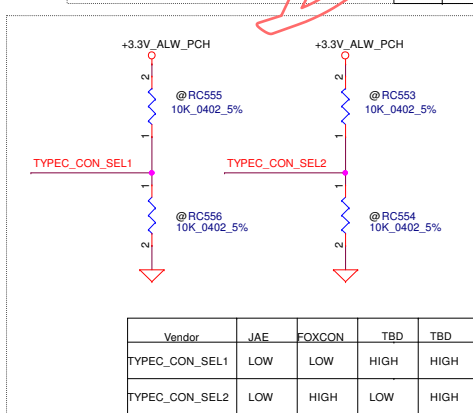 +3.3V_ALW_PCH +3.3V_ALW_PCH
2 2
@RC555 @RC553
10K_0402_5% 10K_0402_5%
1 1
TYPEC_CON_SEL1 TYPEC_CON_SEL2
1 1
@RC556 @RC554
10K_0402_5% 10K_0402_5%
2 2
Vendor JAE FOXCON TBD TBD
TYPEC_CON_SEL1 LOW LOW HIGH HIGH
TYPEC_CON_SEL2 LOW HIGH LOW HIGH